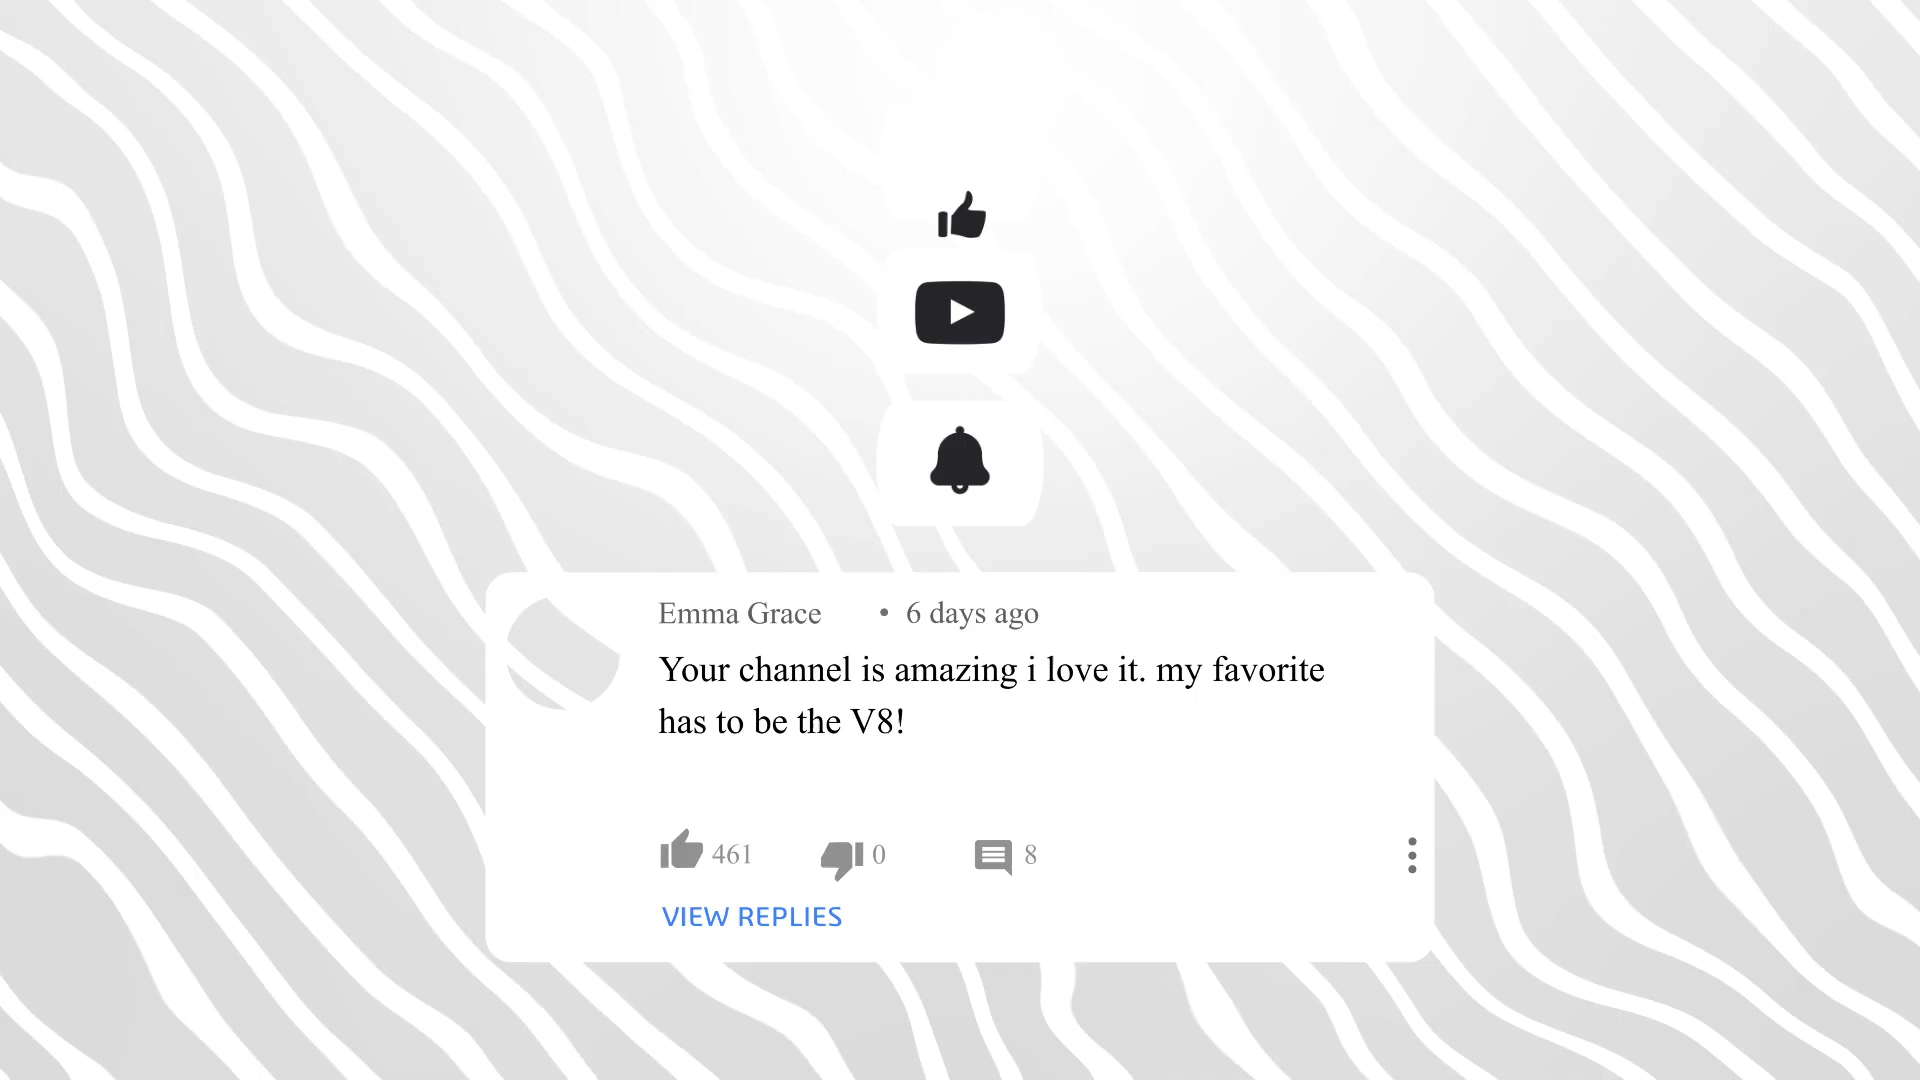 Emma Grace • 6 days ago
Your channel is amazing i love it. my favorite
has to be the V8!
461 0 8
VIEW REPLIES